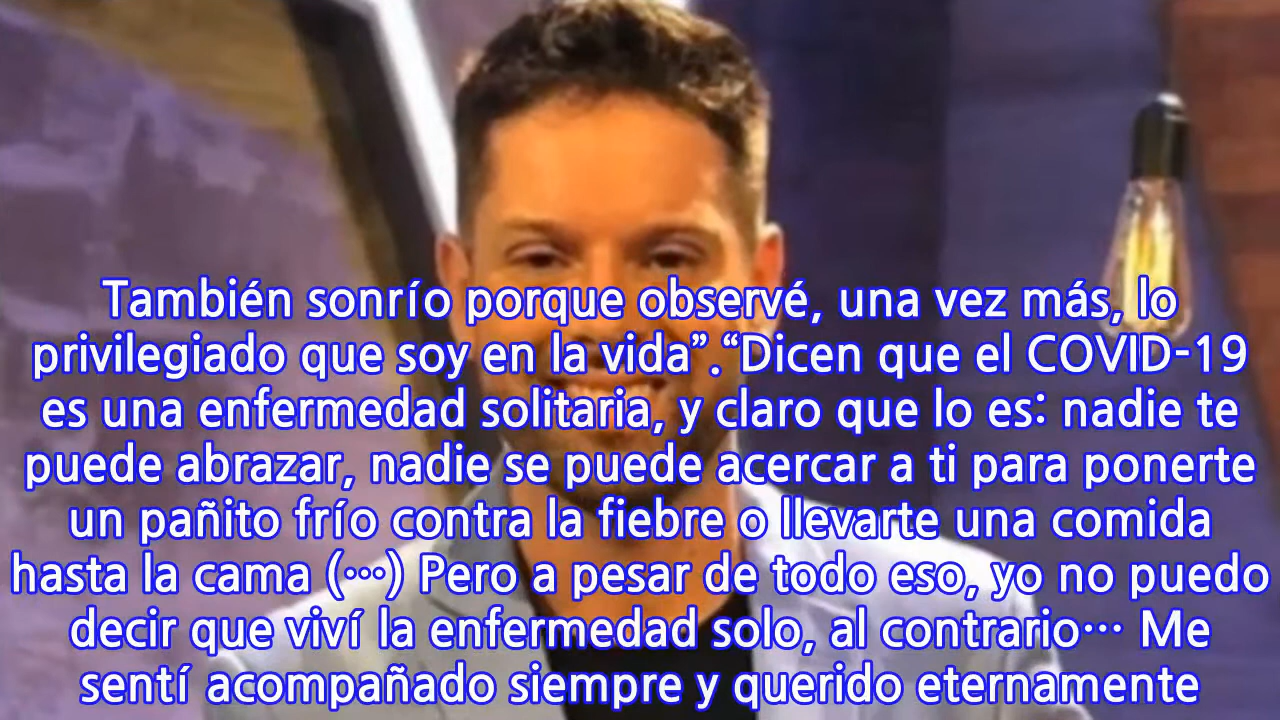 También sonrío porque observé, una vez más, lo
privilegiado que soy en la vida”. “Dicen que el COVID-19
es una enfermedad solitaria, y claro que lo es: nadie te
puede abrazar, nadie se puede acercar a ti para ponerte
un pañito frío contra la fiebre o llevarte una comida
hasta la cama (…) Pero a pesar de todo eso, yo no puedo
decir que viví la enfermedad solo, al contrario… Me
sentí acompañado siempre y querido eternamente